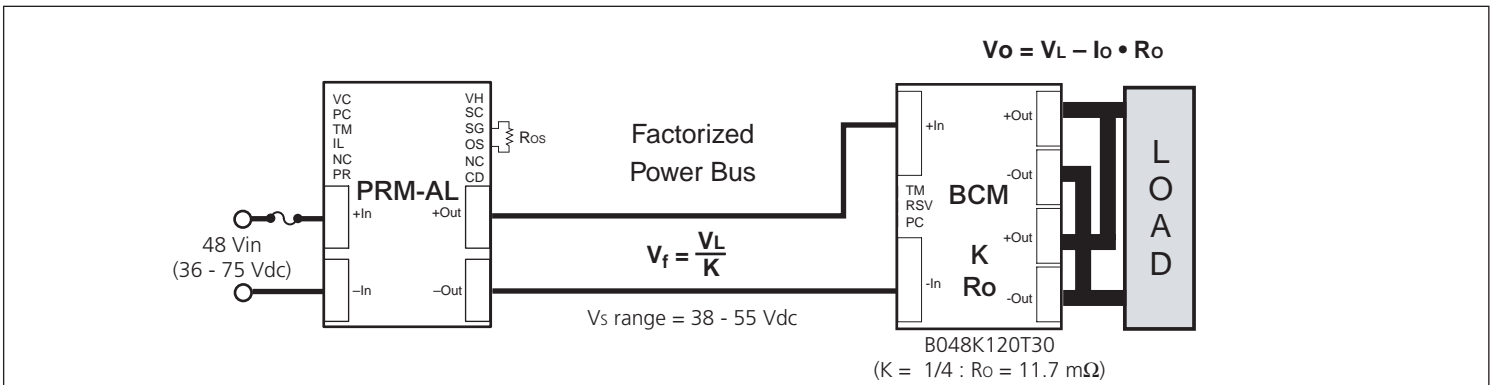 Vo = VL – Io • Ro
VC
PC
TM
IL
NC
PR
VH
SC
SG
OS
NC
CD
ROS
PRM-AL
+In
+Out
–In
–Out
48 Vin
(36 - 75 Vdc)
Factorized
Power Bus
Vf = VL
K
Vs range = 38 - 55 Vdc
+In
+Out
-Out
TM
RSV
PC
BCM
+Out
K
Ro
-In
-Out
LOAD
B048K120T30
(K = 1/4 : Ro = 11.7 mΩ)